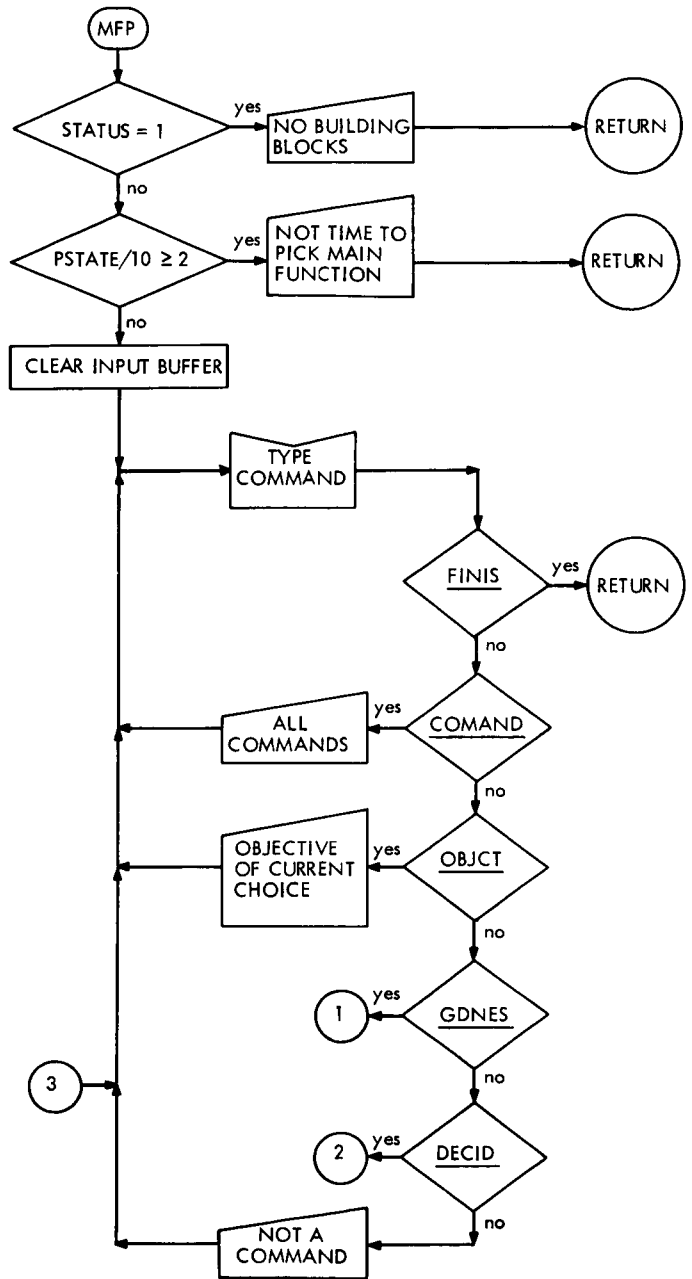 MFP
STATUS = 1
yes
NO BUILDING
BLOCKS
RETURN
no
PSTATE/10 ≥ 2
yes
NOT TIME TO
PICK MAIN
FUNCTION
RETURN
no
CLEAR INPUT BUFFER
TYPE
COMMAND
FINIS
yes
RETURN
no
COMAND
yes
ALL
COMMANDS
no
OBJCT
yes
OBJECTIVE
OF CURRENT
CHOICE
no
GDNES
yes
1
no
3
DECID
yes
2
no
NOT A
COMMAND